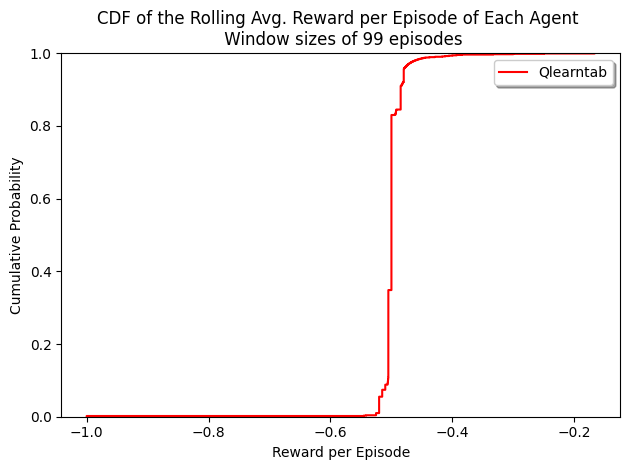 CDF of the Rolling Avg. Reward per Episode of Each Agent
Window sizes of 99 episodes
Qlearntab
1.0
0.8
0.6
0.4
0.2
0.0
Cumulative Probability
−1.0 −0.8 −0.6 −0.4 −0.2
Reward per Episode